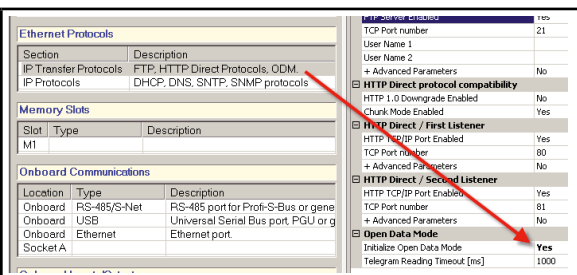 Ethernet Protocols
Section Description
IP Transfer Protocols FTP, HTTP Direct Protocols, ODM.
IP Protocols DHCP, DNS, SNTP, SNMP protocols
Memory Slots
Slot Type Description
M1
Onboard Communications
Location Type Description
Onboard RS-485/S-Net RS-485 port for Profi-S-Bus or gene
Onboard USB Universal Serial Bus port, PGU or g
Onboard Ethernet Ethernet port.
Socket A
FTP Server Enabled Yes
TCP Port number 21
User Name 1
User Name 2
+ Advanced Parameters No
HTTP Direct protocol compatibility
HTTP 1.0 Downgrade Enabled No
Chunk Mode Enabled Yes
HTTP Direct / First Listener
HTTP TCP/IP Port Enabled Yes
TCP Port number 80
+ Advanced Parameters No
HTTP Direct / Second Listener
HTTP TCP/IP Port Enabled Yes
TCP Port number 81
+ Advanced Parameters No
Open Data Mode
Initialize Open Data Mode Yes
Telegram Reading Timeout [ms] 1000